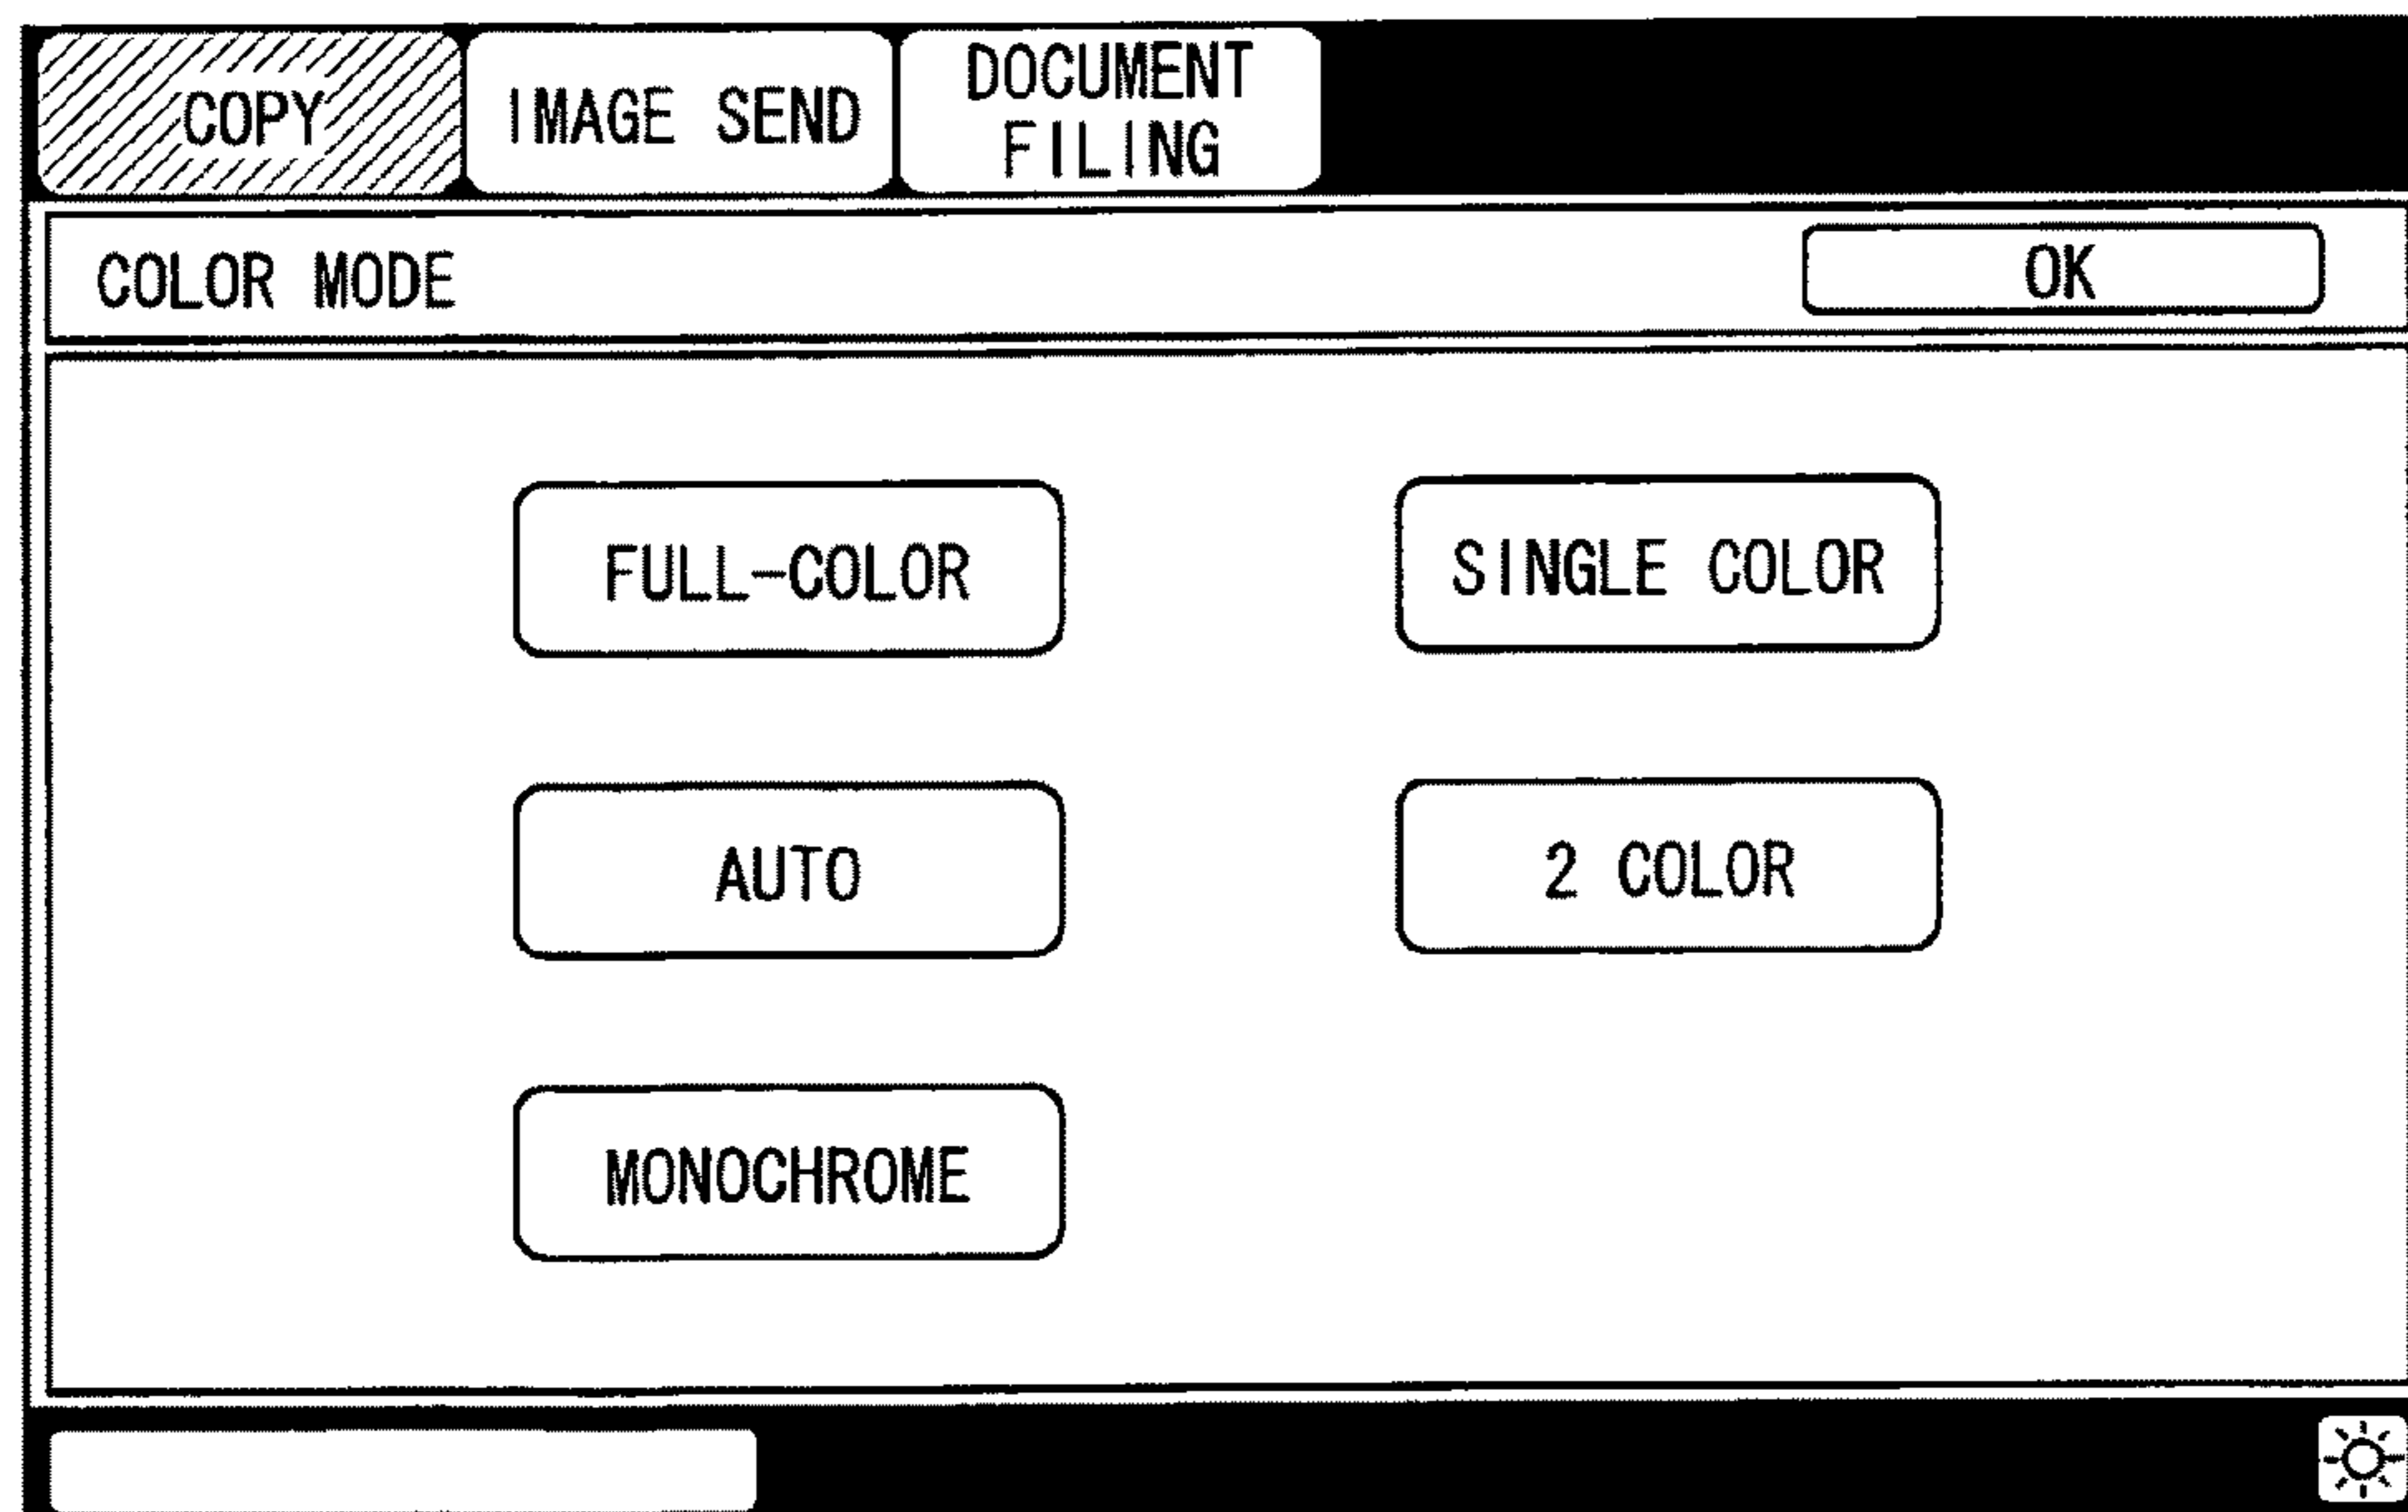 COPY
IMAGE SEND
DOCUMENT
FILING
COLOR MODE
OK
FULL-COLOR
SINGLE COLOR
AUTO
2 COLOR
MONOCHROME